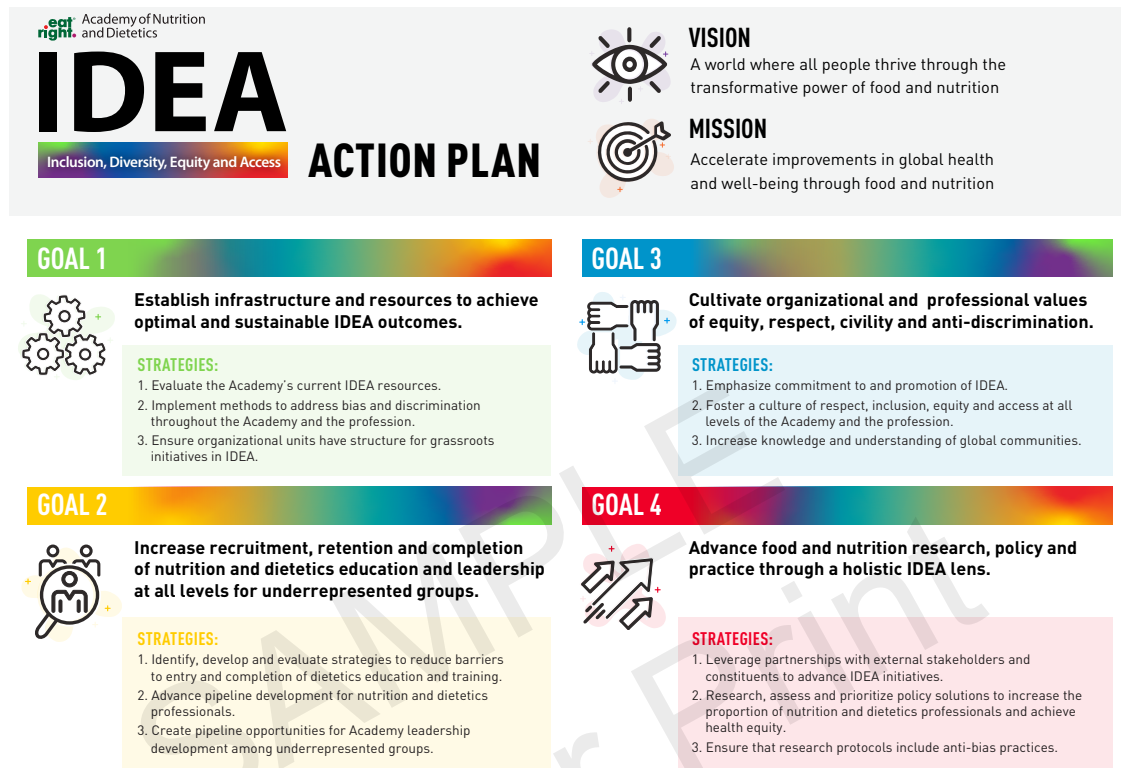 eat right. Academy of Nutrition
and Dietetics
IDEA
Inclusion, Diversity, Equity and Access
ACTION PLAN
VISION
A world where all people thrive through the
transformative power of food and nutrition
MISSION
Accelerate improvements in global health
and well-being through food and nutrition
GOAL 1
Establish infrastructure and resources to achieve
optimal and sustainable IDEA outcomes.
STRATEGIES:
1. Evaluate the Academy's current IDEA resources.
2. Implement methods to address bias and discrimination
throughout the Academy and the profession.
3. Ensure organizational units have structure for grassroots
initiatives in IDEA.
GOAL 2
Increase recruitment, retention and completion
of nutrition and dietetics education and leadership
at all levels for underrepresented groups.
STRATEGIES:
1. Identify, develop and evaluate strategies to reduce barriers
to entry and completion of dietetics education and training.
2. Advance pipeline development for nutrition and dietetics
professionals.
3. Create pipeline opportunities for Academy leadership
development among underrepresented groups.
GOAL 3
Cultivate organizational and professional values
of equity, respect, civility and anti-discrimination.
STRATEGIES:
1. Emphasize commitment to and promotion of IDEA.
2. Foster a culture of respect, inclusion, equity and access at all
levels of the Academy and the profession.
3. Increase knowledge and understanding of global communities.
GOAL 4
Advance food and nutrition research, policy and
practice through a holistic IDEA lens.
STRATEGIES:
1. Leverage partnerships with external stakeholders and
constituents to advance IDEA initiatives.
2. Research, assess and prioritize policy solutions to increase the
proportion of nutrition and dietetics professionals and achieve
health equity.
3. Ensure that research protocols include anti-bias practices.
SAMPLE
Print